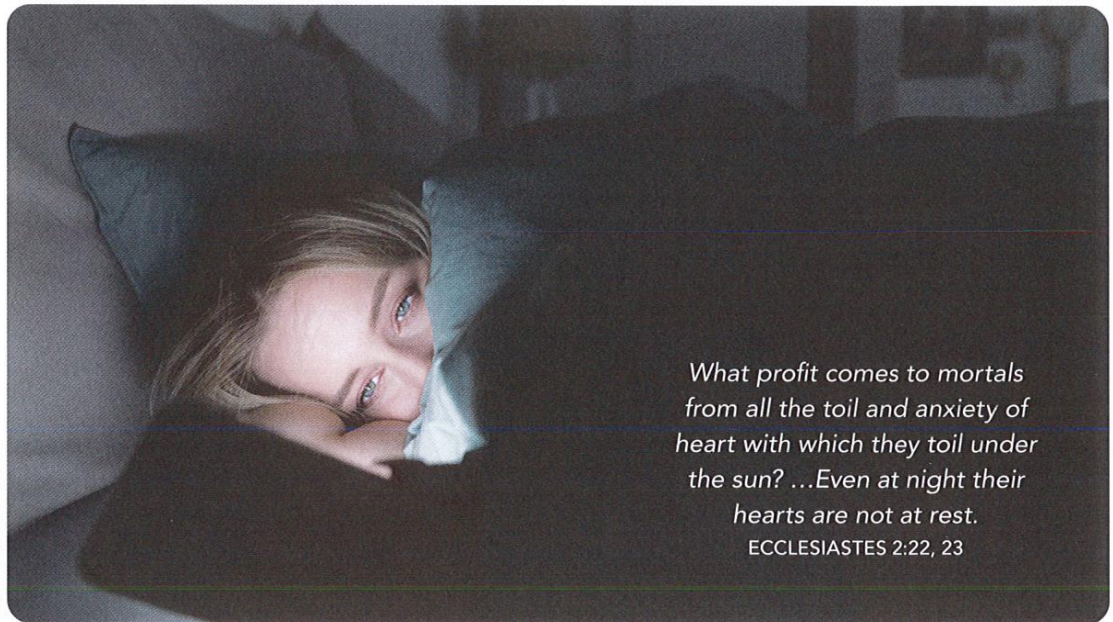 What profit comes to mortals
from all the toil and anxiety of
heart with which they toil under
the sun? …Even at night their
hearts are not at rest.
ECCLESIASTES 2:22, 23